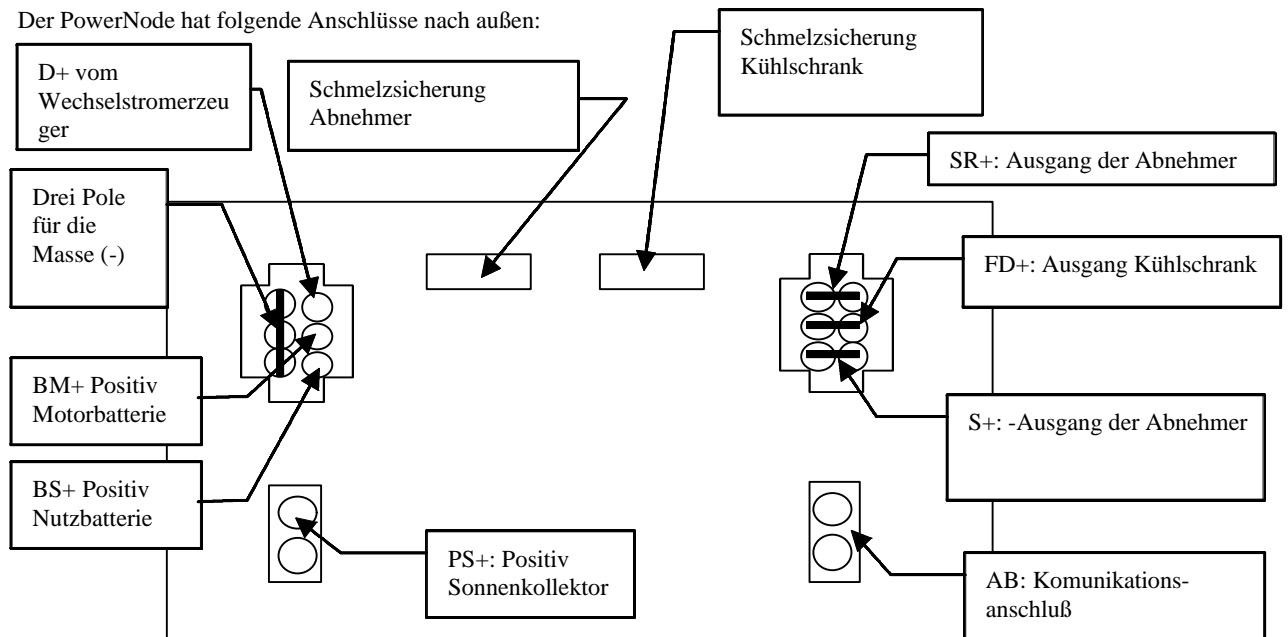 Der PowerNode hat folgende Anschlüsse nach außen:
D+ vom
Wechselstromerzeu
ger
Schmelzsicherung
Abnehmer
Schmelzsicherung
Kühlschrank
SR+: Ausgang der Abnehmer
Drei Pole
für die
Masse (-)
FD+: Ausgang Kühlschrank
BM+ Positiv
Motorbatterie
S+: -Ausgang der Abnehmer
BS+ Positiv
Nutzbatterie
PS+: Positiv
Sonnenkollektor
AB: Komunikations-
anschluß